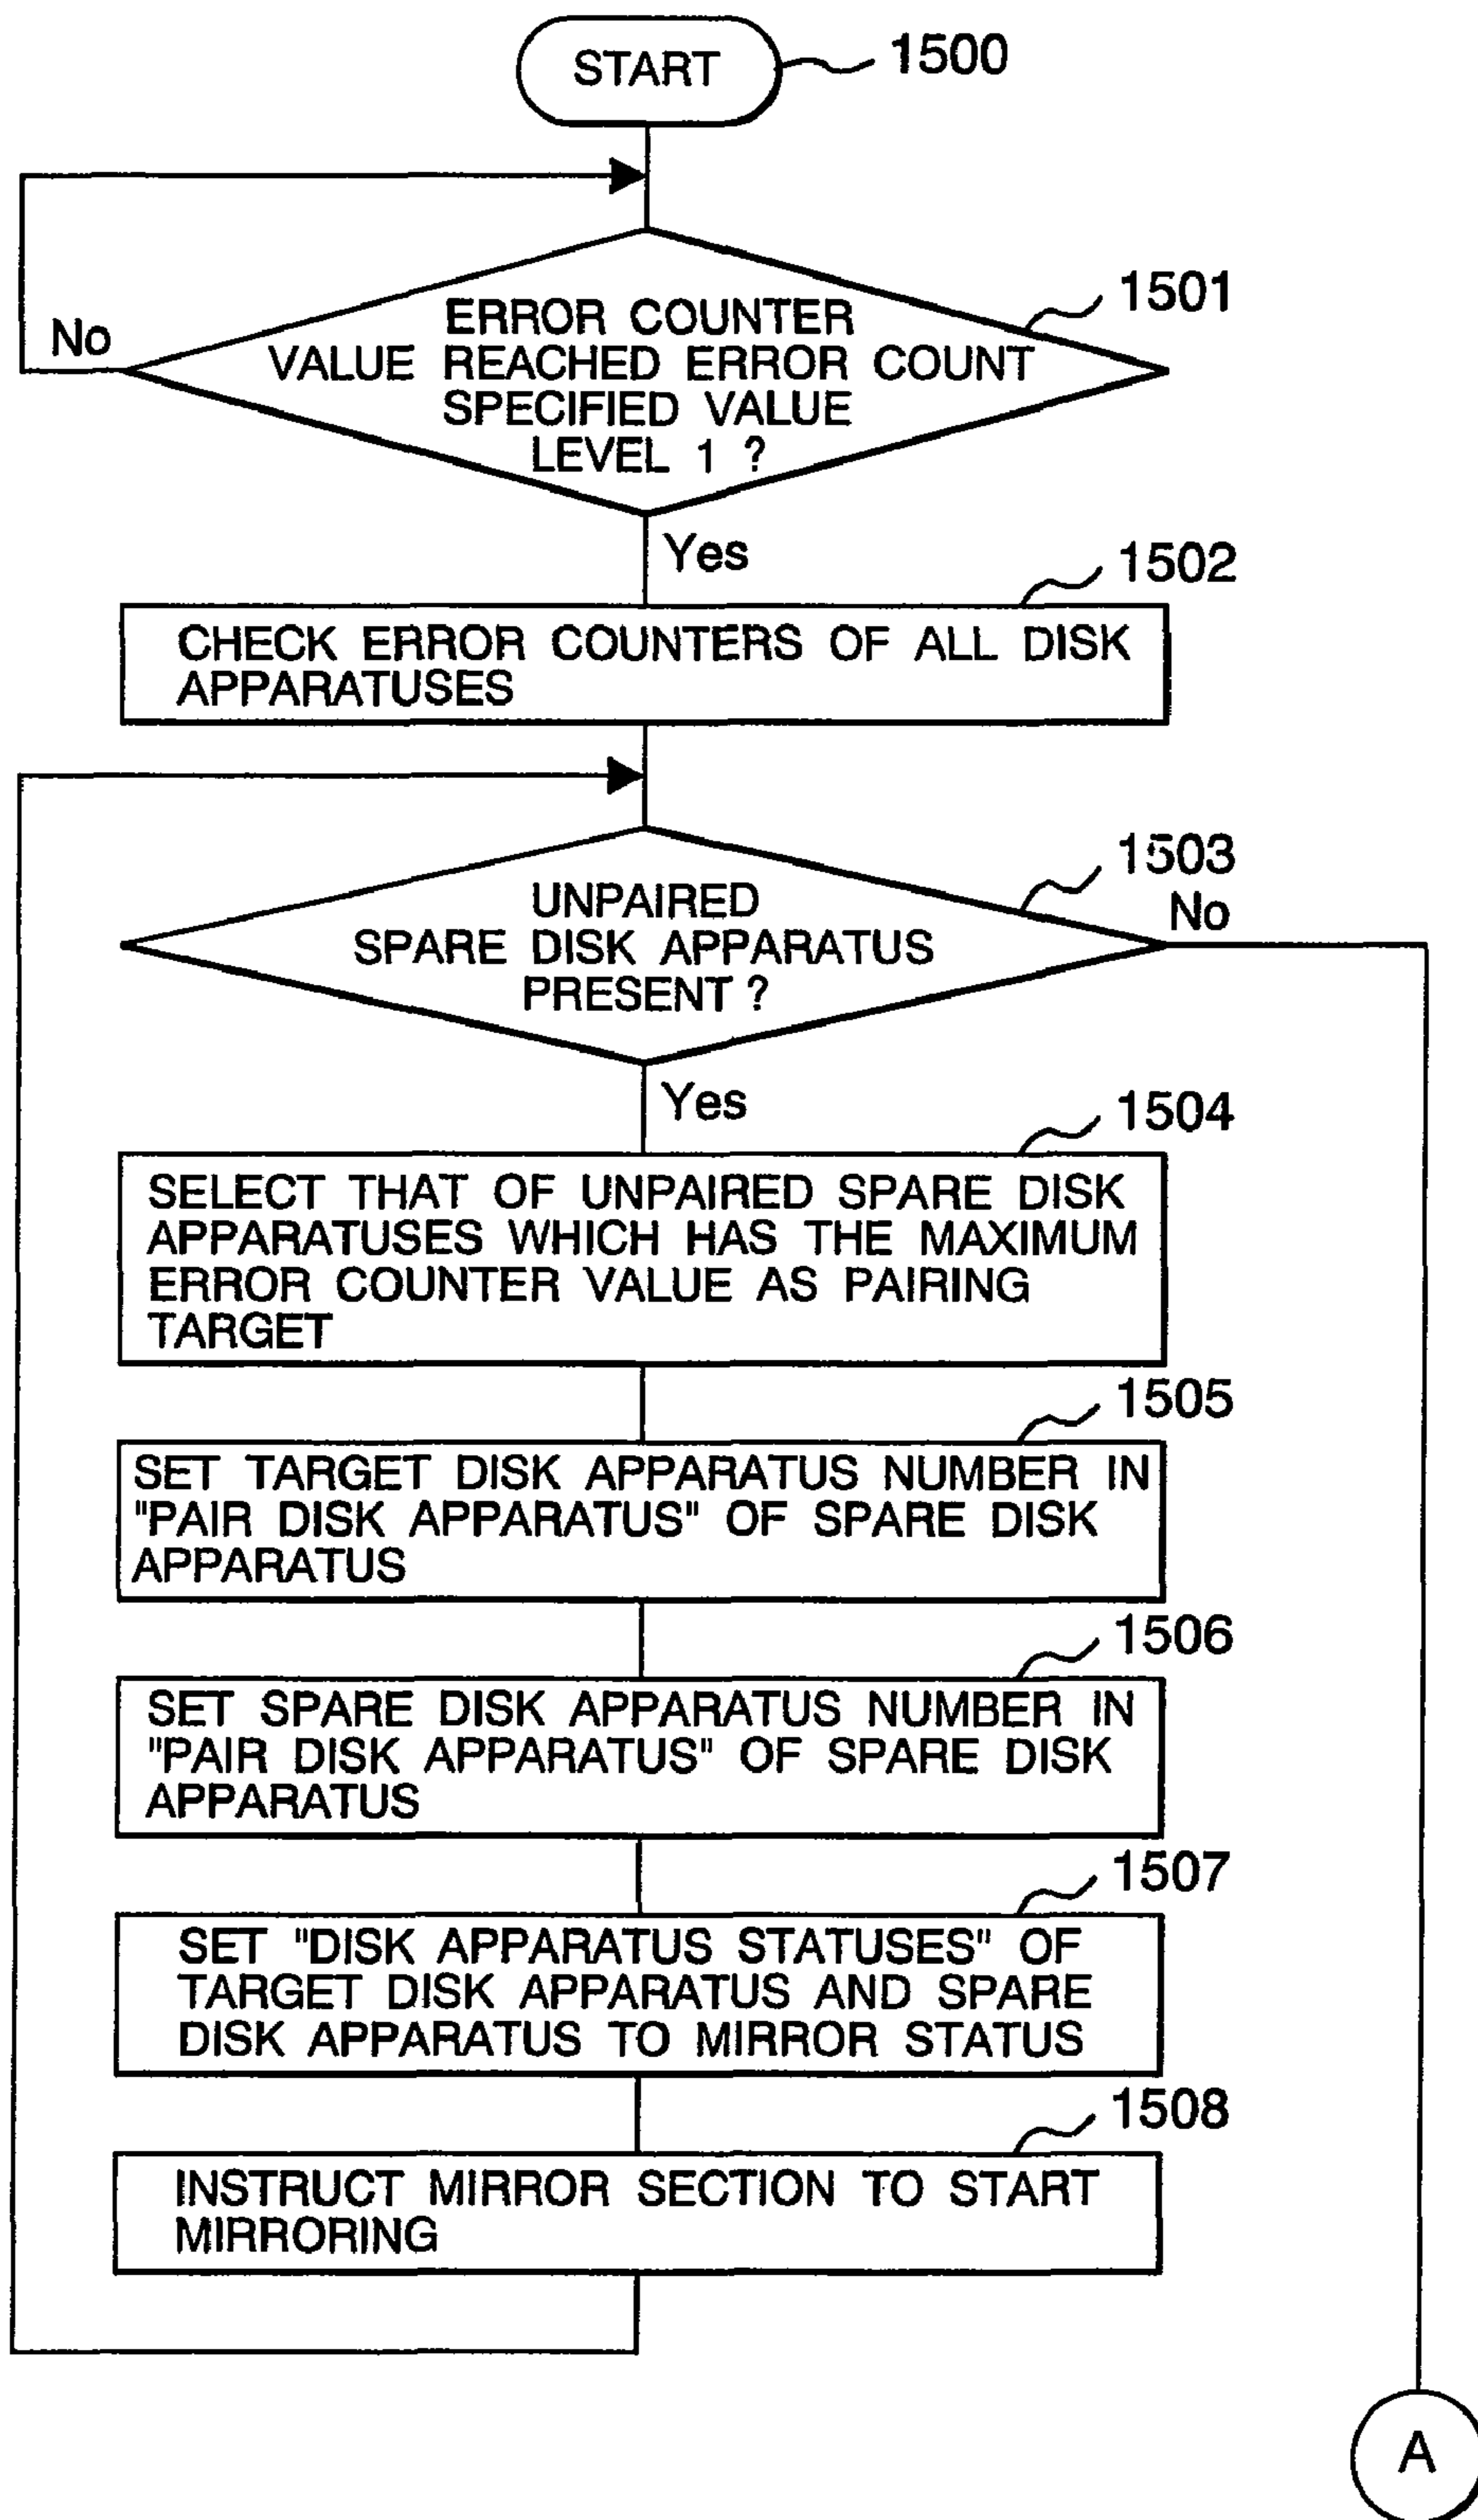 START
1500
1501
ERROR COUNTER
VALUE REACHED ERROR COUNT
SPECIFIED VALUE
LEVEL 1 ?
No
Yes
1502
CHECK ERROR COUNTERS OF ALL DISK
APPARATUSES
1503
UNPAIRED
SPARE DISK APPARATUS
PRESENT ?
No
Yes
1504
SELECT THAT OF UNPAIRED SPARE DISK
APPARATUSES WHICH HAS THE MAXIMUM
ERROR COUNTER VALUE AS PAIRING
TARGET
1505
SET TARGET DISK APPARATUS NUMBER IN
"PAIR DISK APPARATUS" OF SPARE DISK
APPARATUS
1506
SET SPARE DISK APPARATUS NUMBER IN
"PAIR DISK APPARATUS" OF SPARE DISK
APPARATUS
1507
SET "DISK APPARATUS STATUSES" OF
TARGET DISK APPARATUS AND SPARE
DISK APPARATUS TO MIRROR STATUS
1508
INSTRUCT MIRROR SECTION TO START
MIRRORING
A